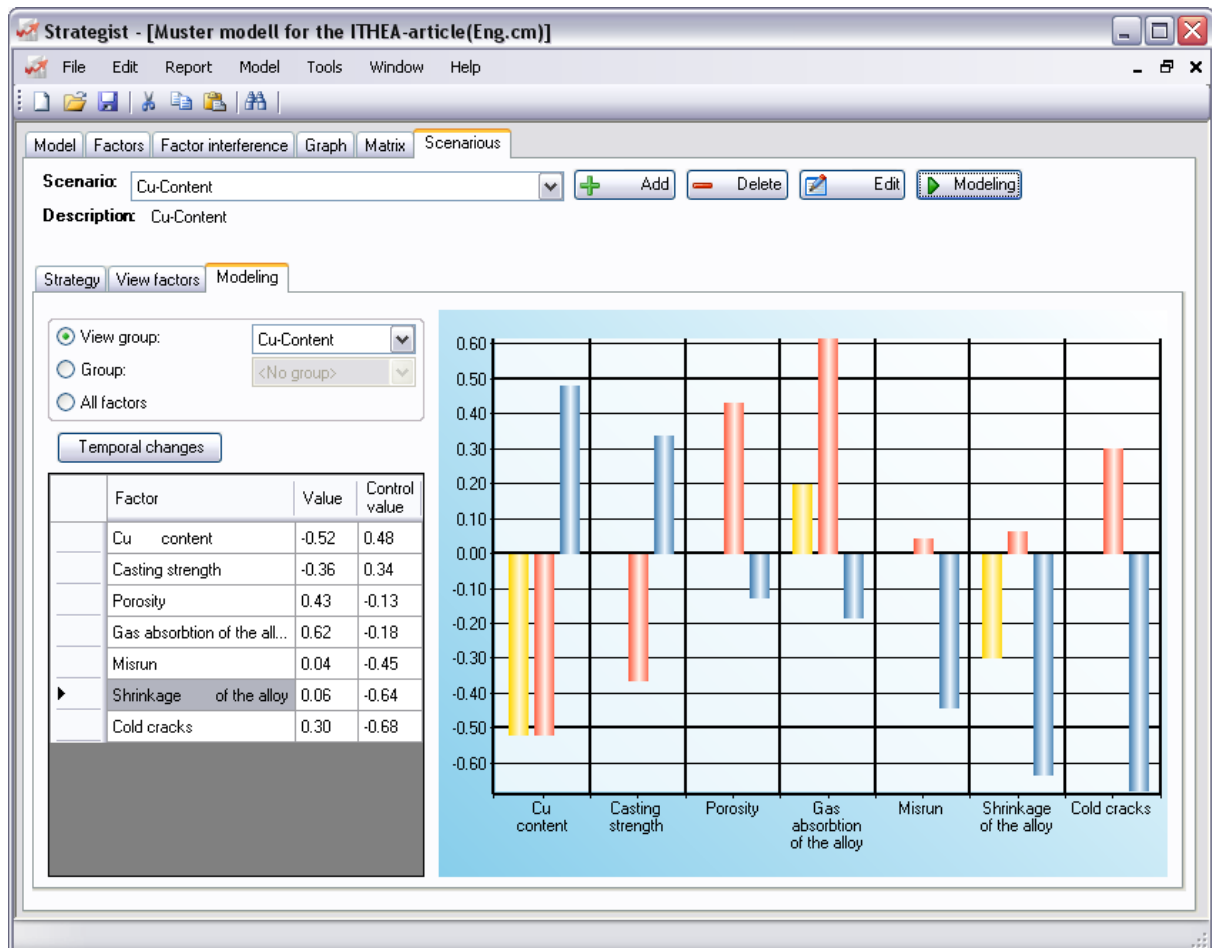 Strategist - [Muster modell for the ITHEA-article(Eng.cm)]
File Edit Report Model Tools Window Help
Model Factors Factor interference Graph Matrix Scenarious
Scenario: Cu-Content Add Delete Edit Modeling
Description: Cu-Content
Strategy View factors Modeling
View group: Cu-Content
Group: <No group>
All factors
Temporal changes
Factor Value Control value
Cu content -0.52 0.48
Casting strength -0.36 0.34
Porosity 0.43 -0.13
Gas absorbtion of the all... 0.62 -0.18
Misrun 0.04 -0.45
Shrinkage of the alloy 0.06 -0.64
Cold cracks 0.30 -0.68
0.60
0.50
0.40
0.30
0.20
0.10
0.00
-0.10
-0.20
-0.30
-0.40
-0.50
-0.60
Cu content
Casting strength
Porosity
Gas absorbtion of the alloy
Misrun
Shrinkage of the alloy
Cold cracks